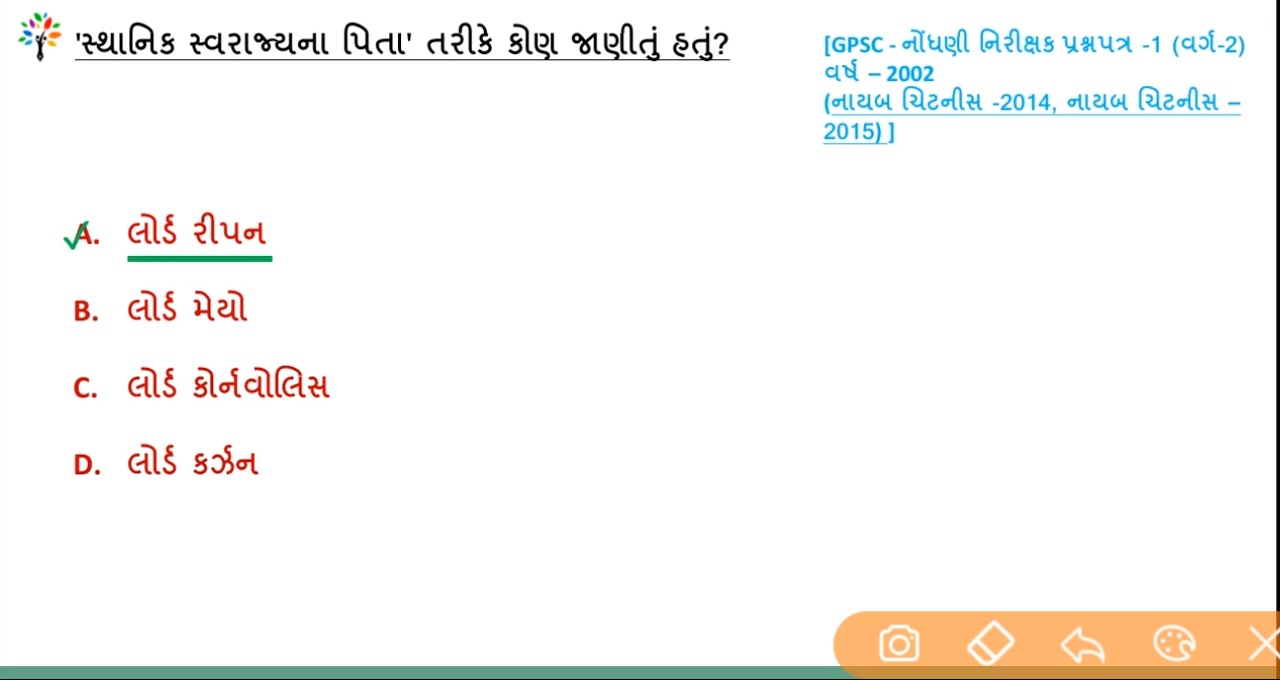 'સ્થાનિક સ્વરાજ્યના પિતા' તરીકે કોણ જાણીતું હતું?
[GPSC - નોંધણી નિરીક્ષક પ્રશ્નપત્ર -1 (વર્ગ-2)
વર્ષ – 2002
(નાયબ ચિટનીસ -2014, નાયબ ચિટનીસ –
2015) ]
A. લોર્ડ રીપન
B. લોર્ડ મેયો
C. લોર્ડ કોર્નવોલિસ
D. લોર્ડ કર્ઝન